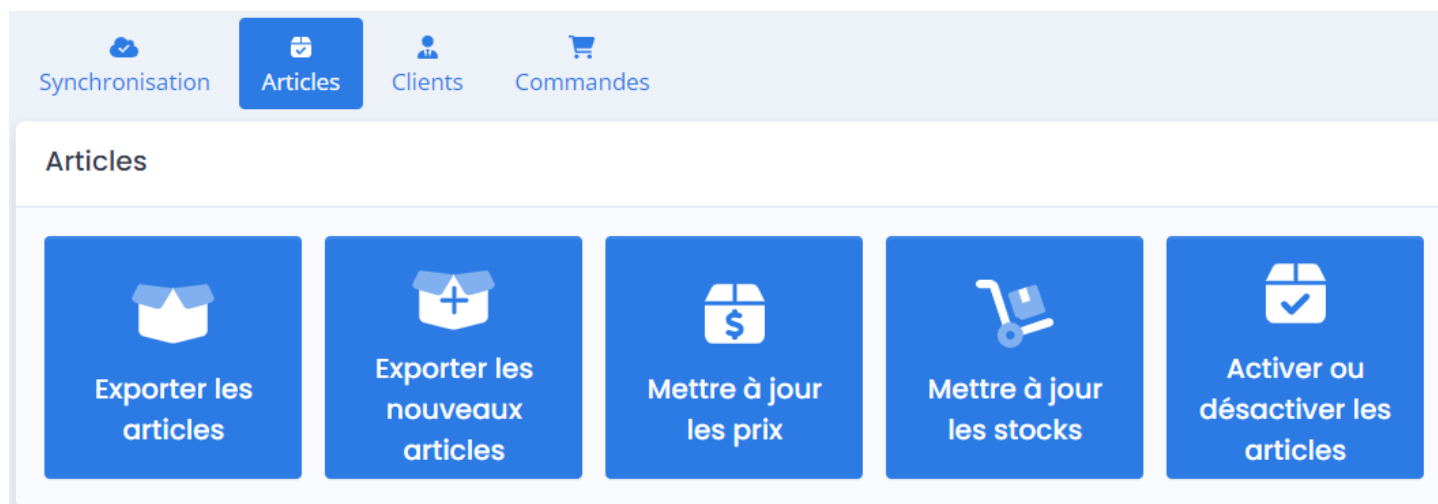 Synchronisation
Articles
Clients
Commandes
Articles
Exporter les
articles
Exporter les
nouveaux
articles
$
Mettre à jour
les prix
Mettre à jour
les stocks
Activer ou
désactiver les
articles